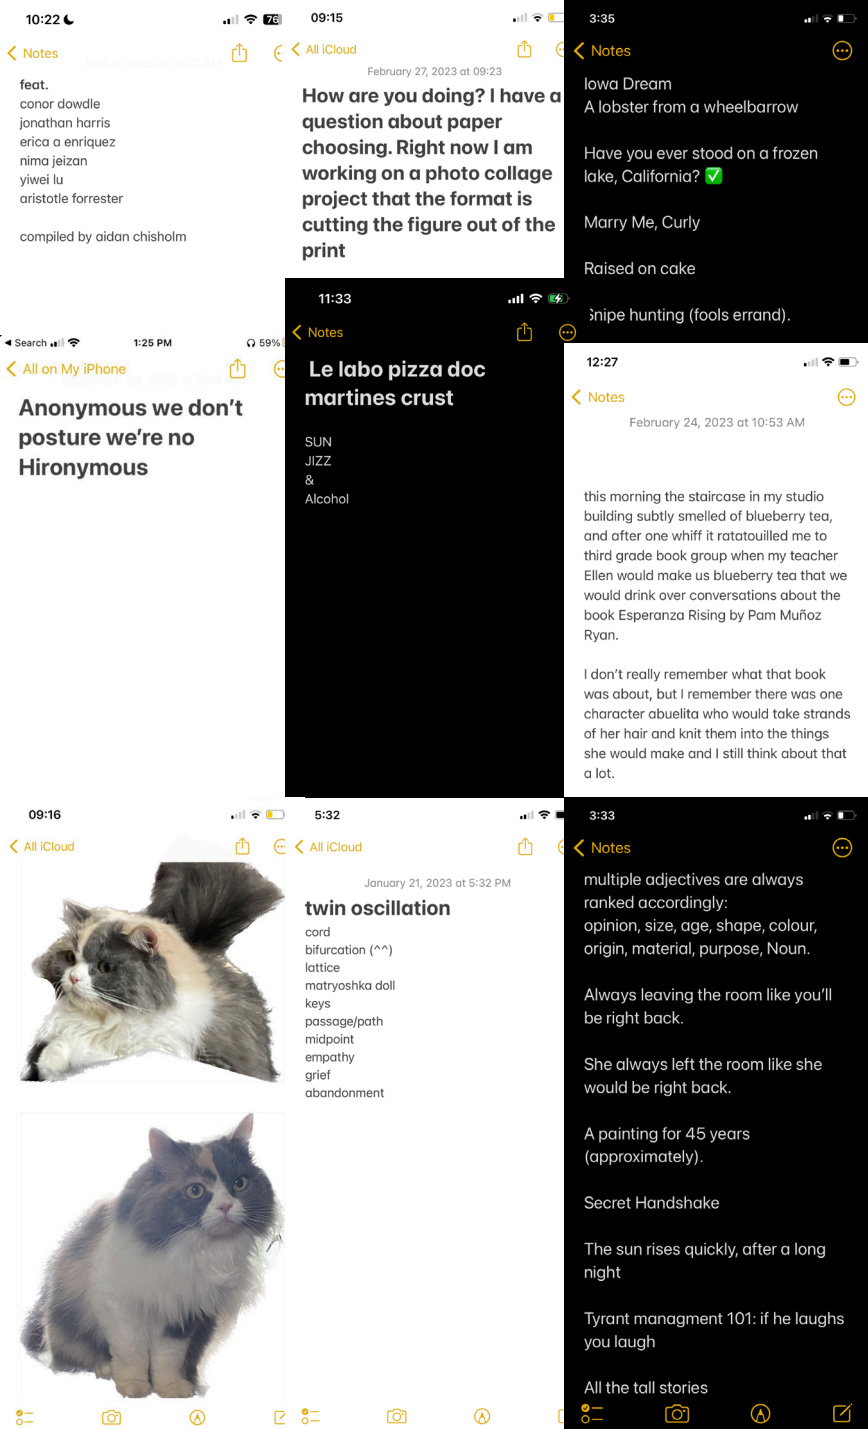 10:22
76
Notes
feat.
conor dowdle
jonathan harris
erica a enriquez
nima jeizan
yiwei lu
aristotle forrester
compiled by aidan chisholm
09:15
All iCloud
February 27, 2023 at 09:23
How are you doing? I have a
question about paper
choosing. Right now I am
working on a photo collage
project that the format is
cutting the figure out of the
print
3:35
Notes
Iowa Dream
A lobster from a wheelbarrow
Have you ever stood on a frozen
lake, California? ✅
Marry Me, Curly
Raised on cake
Snipe hunting (fools errand).
Search
1:25 PM
59%
All on My iPhone
Anonymous we don’t
posture we’re no
Hironymous
11:33
Notes
Le labo pizza doc
martines crust
SUN
JIZZ
&
Alcohol
12:27
Notes
February 24, 2023 at 10:53 AM
this morning the staircase in my studio
building subtly smelled of blueberry tea,
and after one whiff it ratatouilled me to
third grade book group when my teacher
Ellen would make us blueberry tea that we
would drink over conversations about the
book Esperanza Rising by Pam Muñoz
Ryan.
I don’t really remember what that book
was about, but I remember there was one
character abuelita who would take strands
of her hair and knit them into the things
she would make and I still think about that
a lot.
09:16
All iCloud
5:32
All iCloud
January 21, 2023 at 5:32 PM
twin oscillation
cord
bifurcation (^^)
lattice
matryoshka doll
keys
passage/path
midpoint
empathy
grief
abandonment
3:33
Notes
multiple adjectives are always
ranked accordingly:
opinion, size, age, shape, colour,
origin, material, purpose, Noun.
Always leaving the room like you’ll
be right back.
She always left the room like she
would be right back.
A painting for 45 years
(approximately).
Secret Handshake
The sun rises quickly, after a long
night
Tyrant managment 101: if he laughs
you laugh
All the tall stories